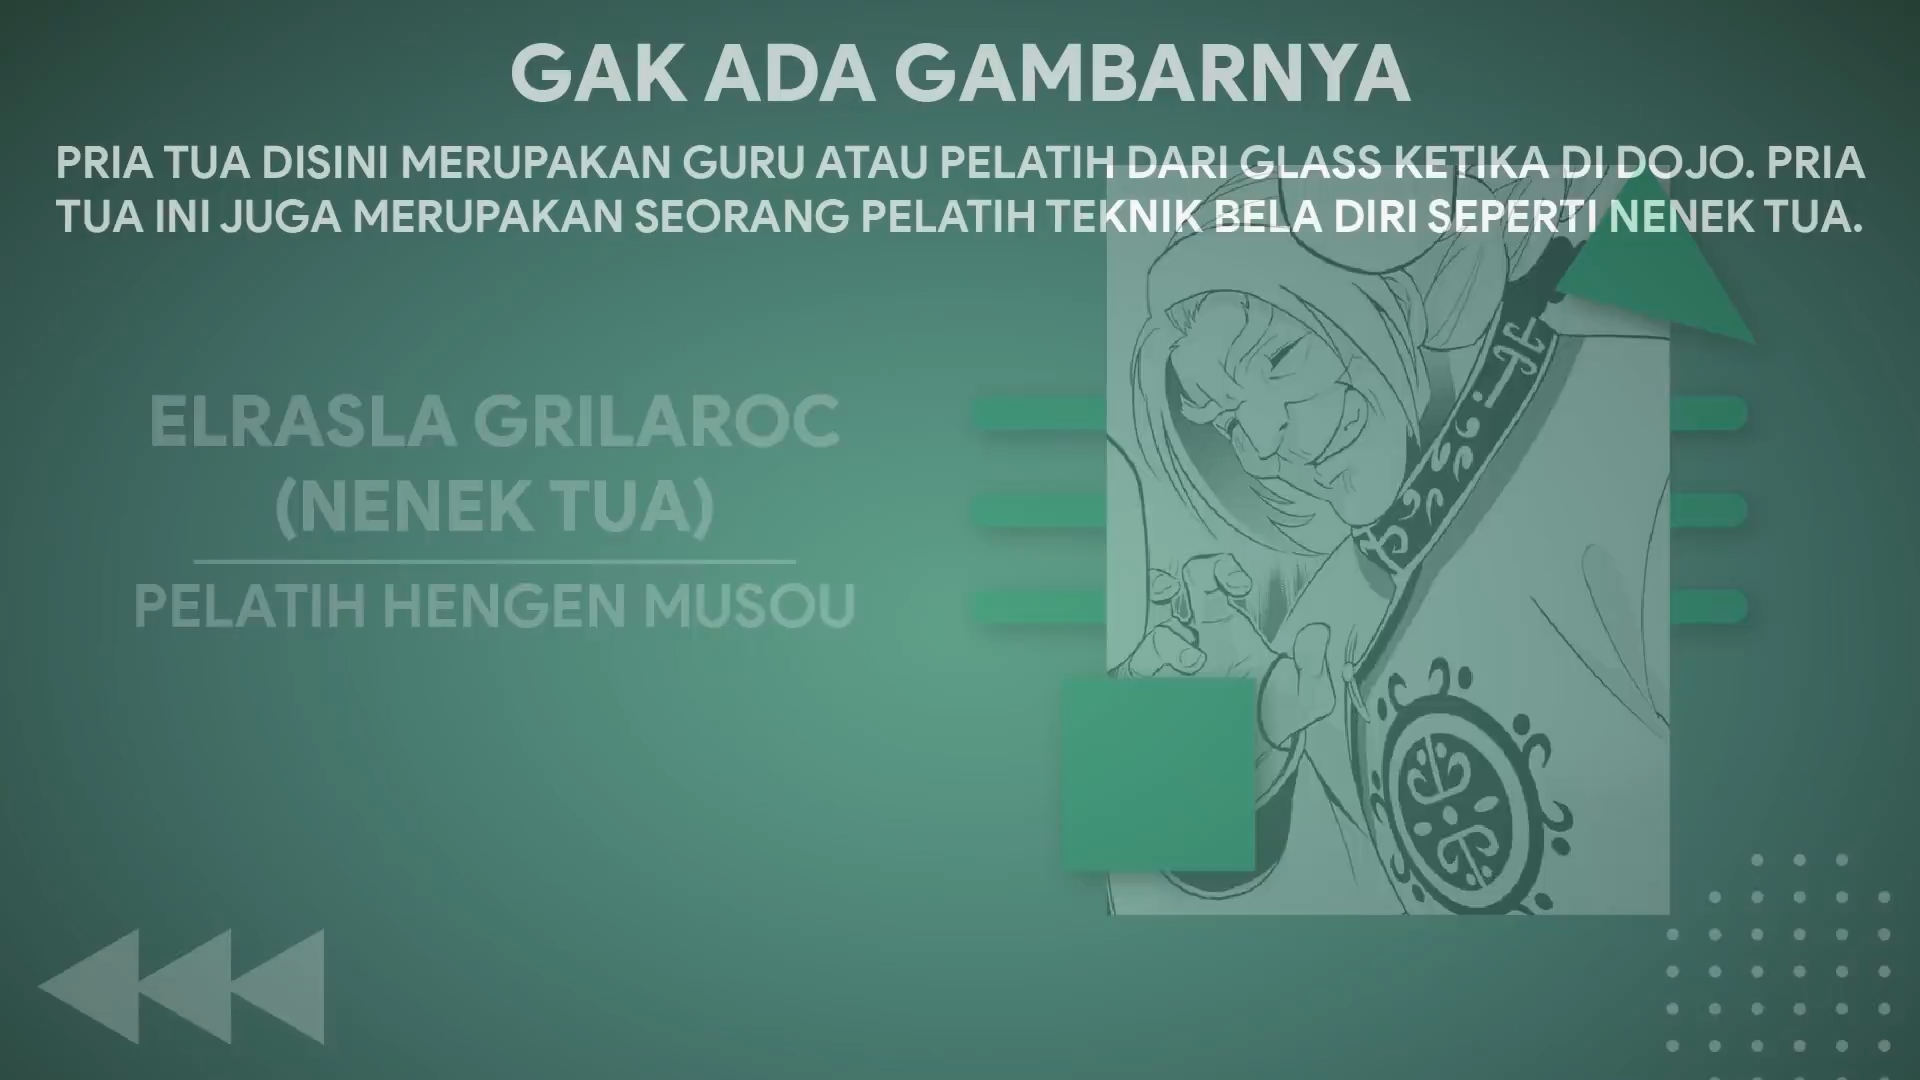 GAK ADA GAMBARNYA
PRIA TUA DISINI MERUPAKAN GURU ATAU PELATIH DARI GLASS KETIKA DI DOJO. PRIA
TUA INI JUGA MERUPAKAN SEORANG PELATIH TEKNIK BELA DIRI SEPERTI NENEK TUA.
ELRASLA GRILAROC
(NENEK TUA)
PELATIH HENGEN MUSOU